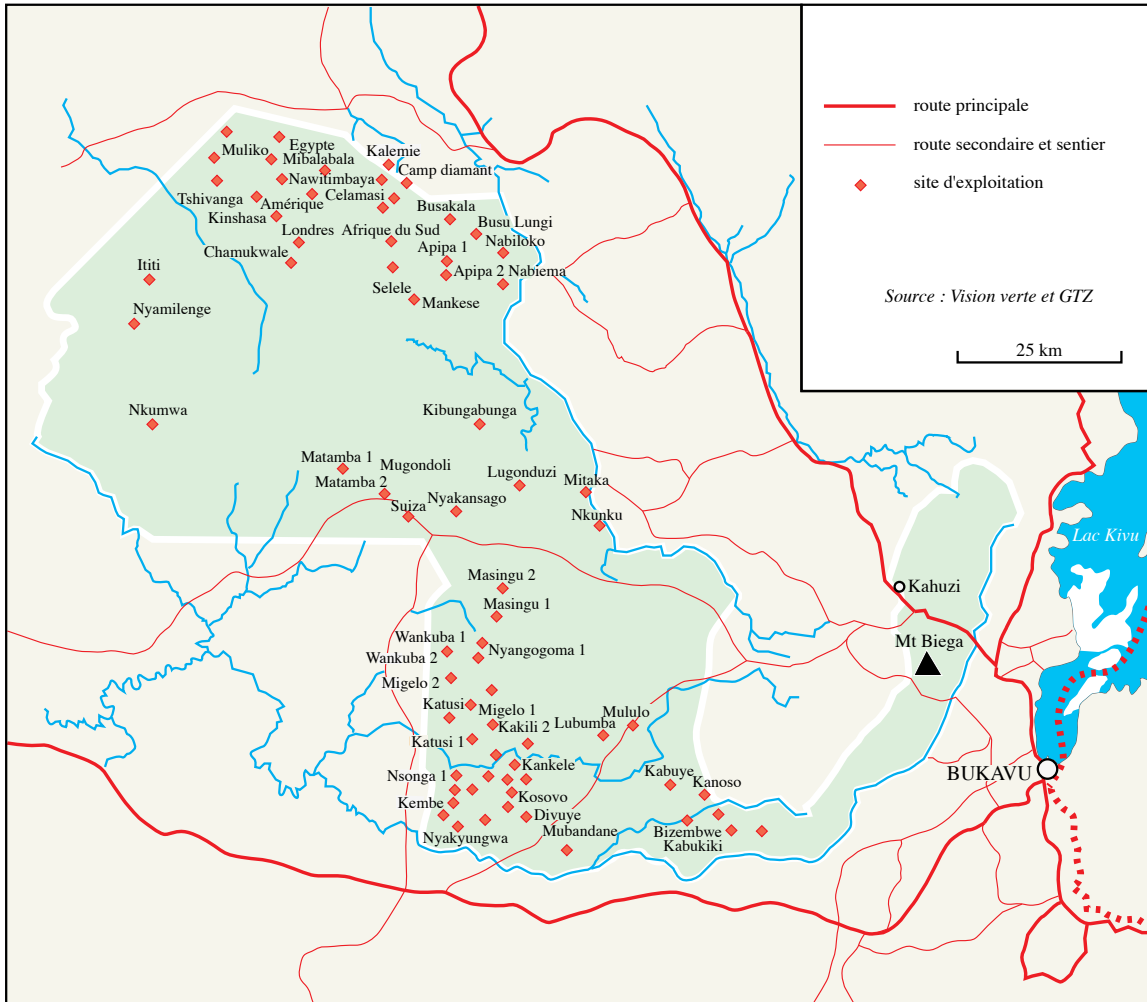 route principale
route secondaire et sentier
site d'exploitation
Source : Vision verte et GTZ
25 km
Egypte
Muliko
Mibalabala
Kalemie
Camp diamant
Nawitimbaya
Tshivanga
Amérique
Celamasi
Kinshasa
Busakala
Busu Lungi
Londres
Afrique du Sud
Nabiloko
Chamukwale
Apipa 1
Ititi
Apipa 2
Nabiema
Selele
Mankese
Nyamilenge
Nkumwa
Kibungabunga
Matamba 1
Mugondoli
Matamba 2
Lugonduzi
Mitaka
Suiza
Nyakansago
Nkunku
Lac Kivu
Masingu 2
Kahuzi
Masingu 1
Wankuba 1
Nyangogoma 1
Mt Biega
Wankuba 2
Migelo 2
Katusi
Migelo 1
Mululo
Kakili 2
Lubumba
Katusi 1
Kankele
Nsonga 1
Kabuye
BUKAVU
Kanoso
Kembe
Kosovo
Divuye
Nyakyungwa
Mubandane
Bizembwe
Kabukiki